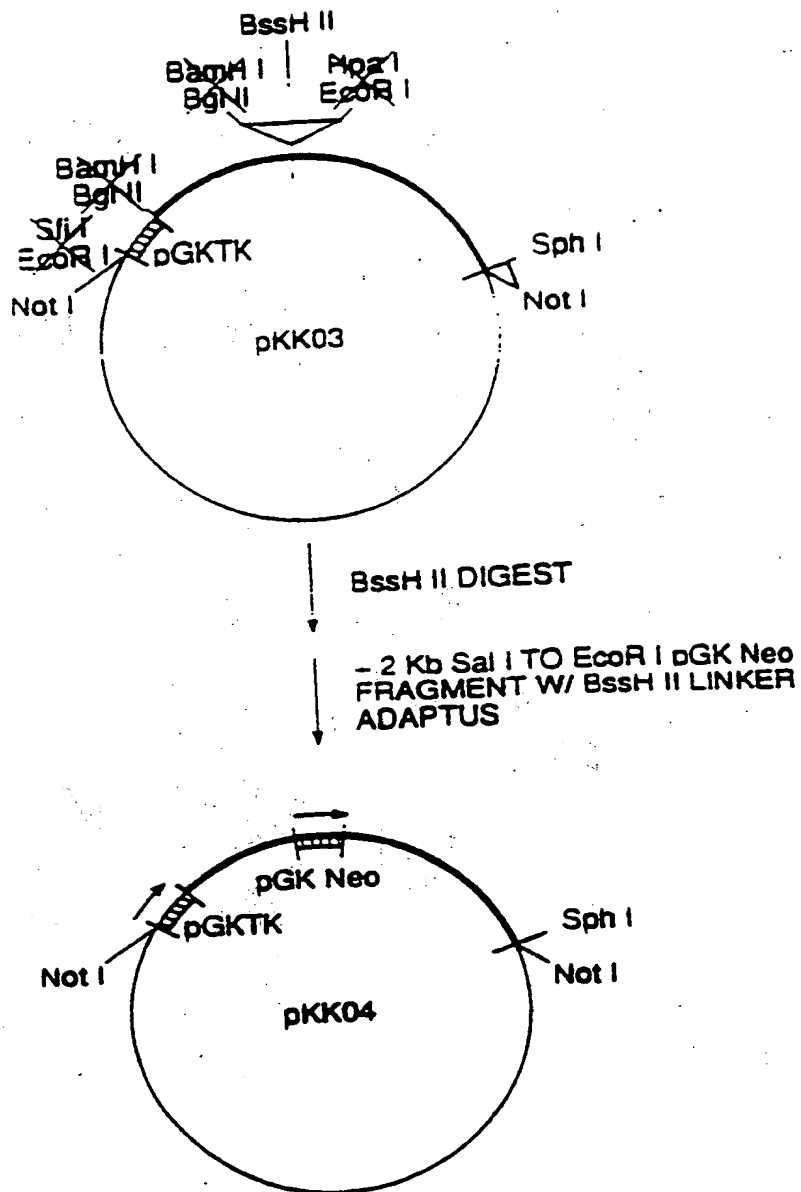 BssH II
BamH I
Hpa I
Bgl II
EcoR I
BamH I
Bgl II
Sfi I
EcoR I
pGKTK
Sph I
Not I
Not I
pKK03
BssH II DIGEST
~ 2 Kb Sal I TO EcoR I pGK Neo
FRAGMENT W/ BssH II LINKER
ADAPTUS
pGK Neo
pGKTK
Sph I
Not I
Not I
pKK04